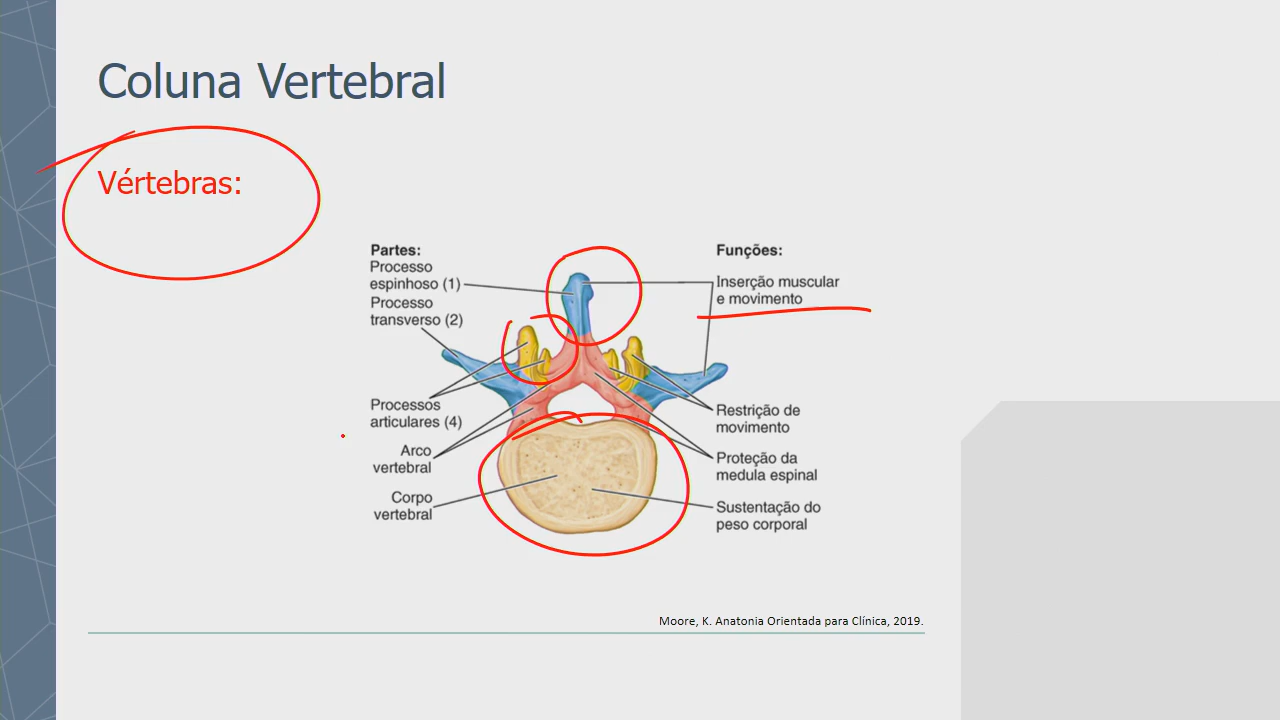 Coluna Vertebral
Vértebras:
Partes:
Processo
espinhoso (1)
Processo
transverso (2)
Processos
articulares (4)
Arco
vertebral
Corpo
vertebral
Funções:
Inserção muscular
e movimento
Restrição de
movimento
Proteção da
medula espinal
Sustentação do
peso corporal
Moore, K. Anatomia Orientada para Clínica, 2019.